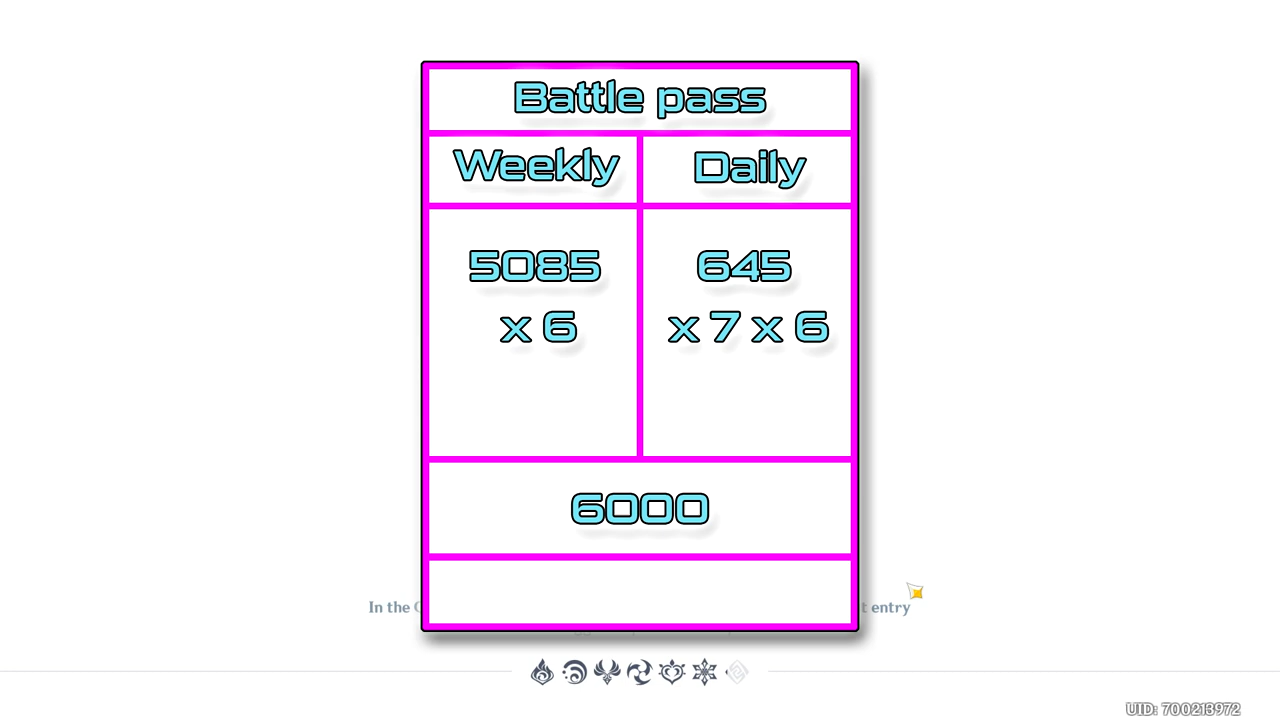 Battle pass
Weekly Daily
5085 645
x 6 x 7 x 6
6000
In the entry
UID: 700213972